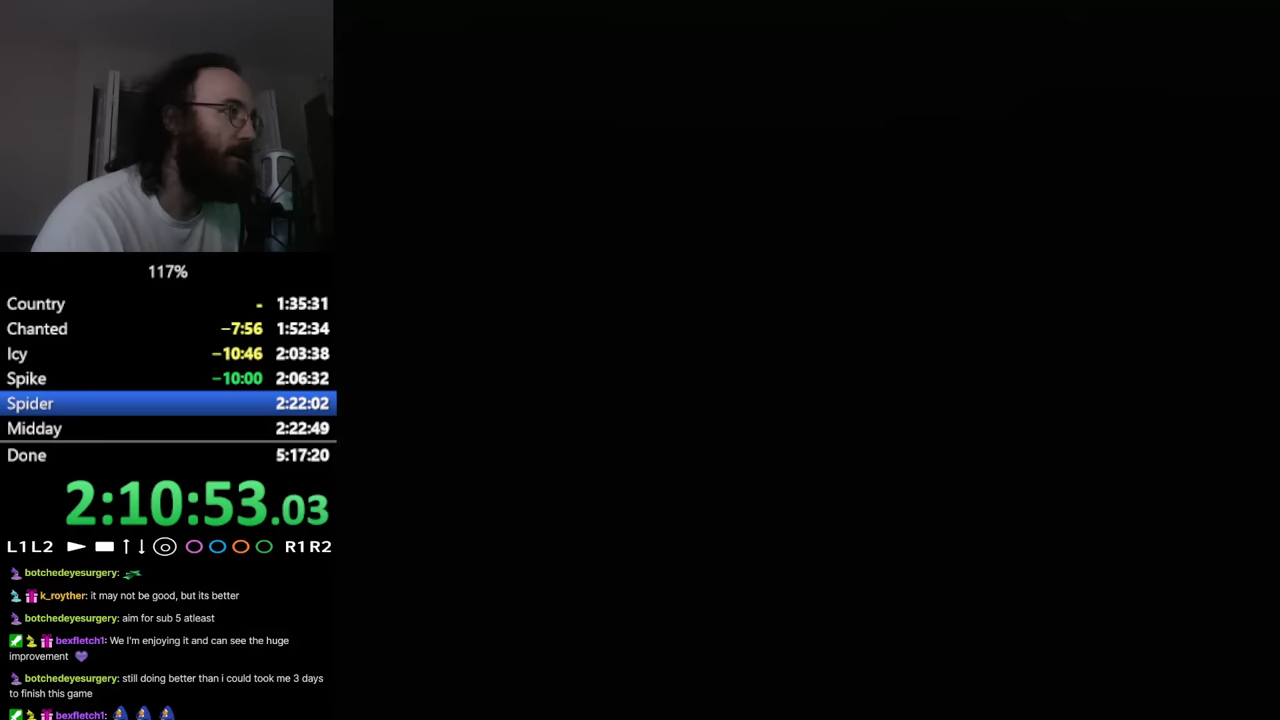 117%
Country - 1:35:31
Chanted -7:56 1:52:34
Icy -10:46 2:03:38
Spike -10:00 2:06:32
Spider 2:22:02
Midday 2:22:49
Done 5:17:20
2:10:53.03
L1 L2 R1 R2
botchedeyesurgery:
k_royther: it may not be good, but its better
botchedeyesurgery: aim for sub 5 atleast
bexfletch1: We I'm enjoying it and can see the huge
improvement
botchedeyesurgery: still doing better than i could took me 3 days
to finish this game
bexfletch1: